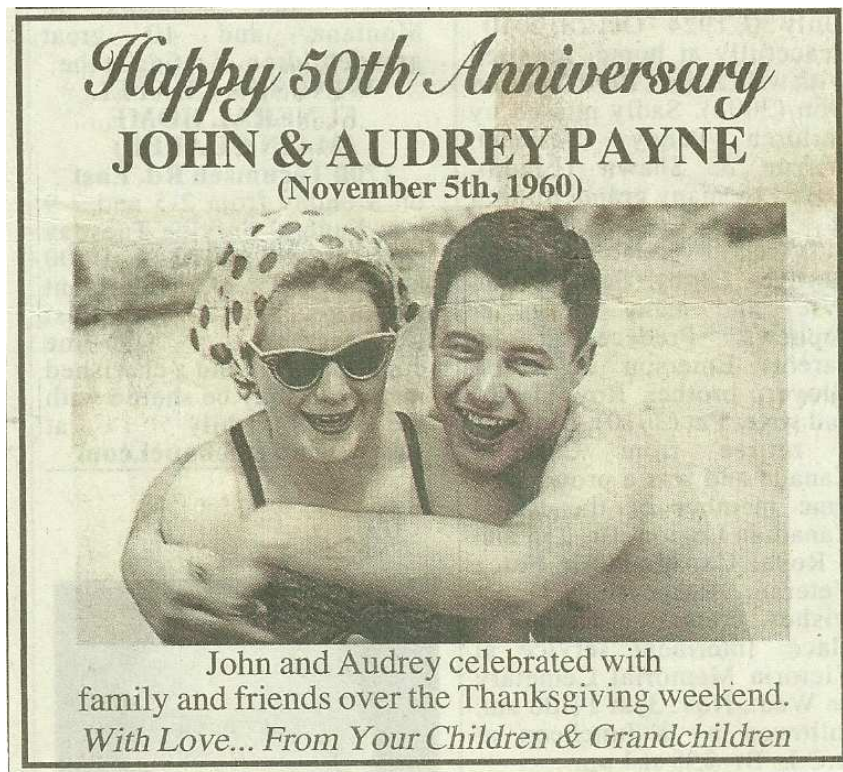 Happy 50th Anniversary
JOHN & AUDREY PAYNE
(November 5th, 1960)
John and Audrey celebrated with
family and friends over the Thanksgiving weekend.
With Love... From Your Children & Grandchildren